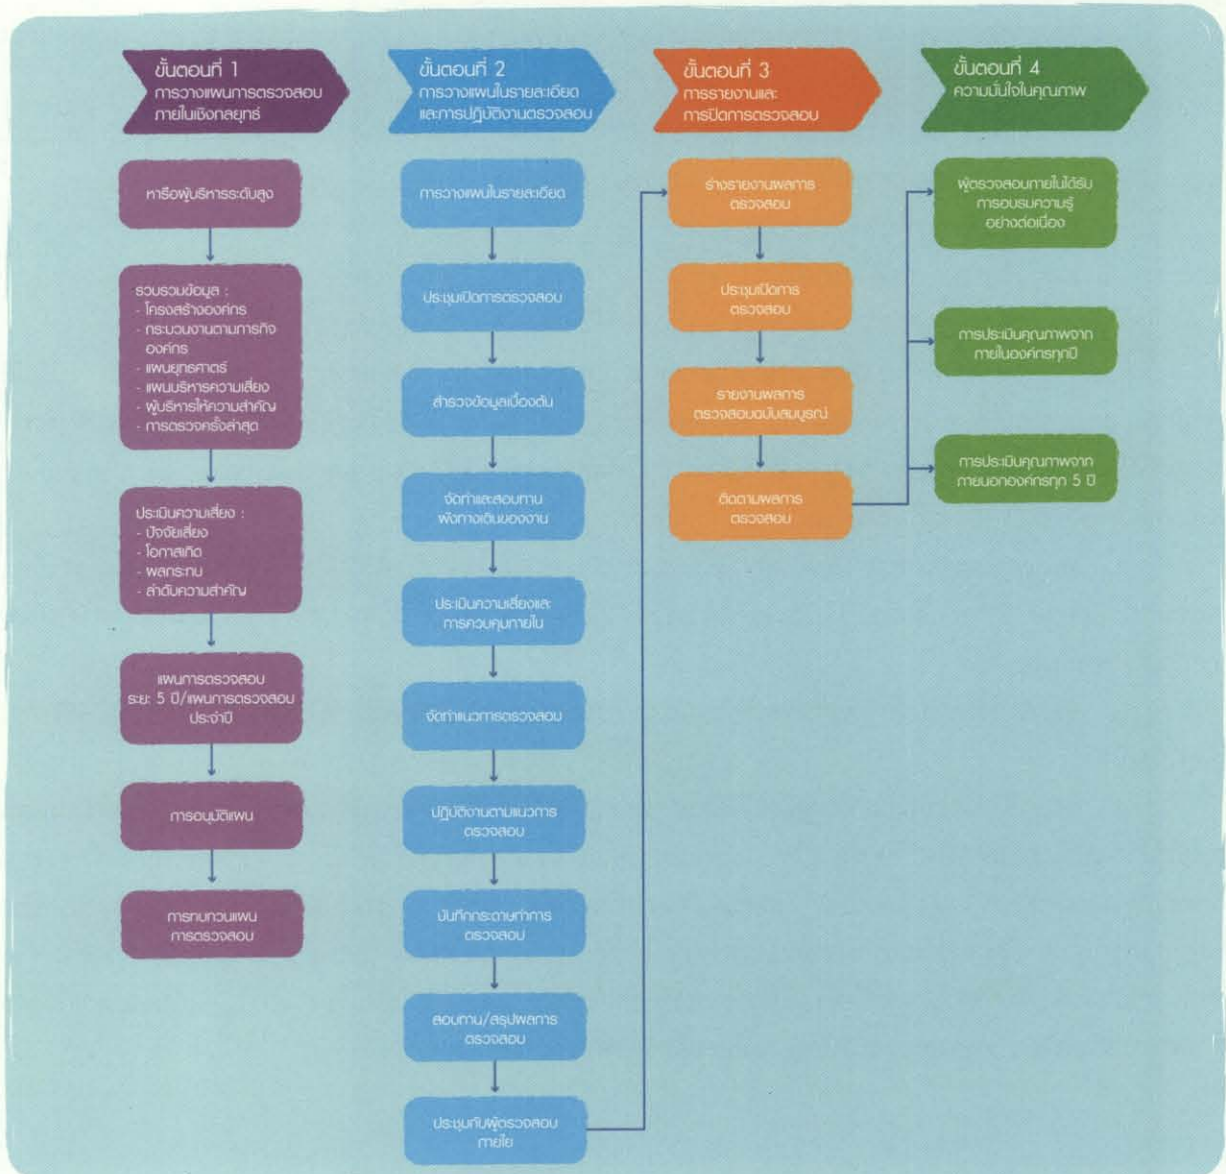 ขั้นตอนที่ 1
การวางแผนการตรวจสอบ
ภายในเชิงกลยุทธ์
หารือผู้บริหารระดับสูง
รวบรวมข้อมูล :
- โครงสร้างองค์กร
- กระบวนงานตามภารกิจ
องค์กร
- แผนยุทธศาตร์
- แผนบริหารความเสี่ยง
- ผู้บริหารให้ความสำคัญ
- การตรวจครั้งล่าสุด
ประเมินความเสี่ยง :
- ปัจจัยเสี่ยง
- โอกาสเกิด
- ผลกระทบ
- ลำดับความสำคัญ
แผนการตรวจสอบ
ระยะ 5 ปี/แผนการตรวจสอบ
ประจำปี
การอนุมัติแผน
การทบทวนแผน
การตรวจสอบ
ขั้นตอนที่ 2
การวางแผนในรายละเอียด
และการปฏิบัติงานตรวจสอบ
การวางแผนในรายละเอียด
ประชุมเปิดการตรวจสอบ
สำรวจข้อมูลเบื้องต้น
จัดทำและสอบทาน
ผังทางเดินของงาน
ประเมินความเสี่ยงและ
การควบคุมภายใน
จัดทำแนวการตรวจสอบ
ปฏิบัติงานตามแนวการ
ตรวจสอบ
บันทึกกระดาษทำการ
ตรวจสอบ
สอบทาน/สรุปผลการ
ตรวจสอบ
ประชุมกับผู้ตรวจสอบ
ภายใย
ขั้นตอนที่ 3
การรายงานและ
การปิดการตรวจสอบ
ร่างรายงานผลการ
ตรวจสอบ
ประชุมปิดการ
ตรวจสอบ
รายงานผลการ
ตรวจสอบฉบับสมบูรณ์
ติดตามผลการ
ตรวจสอบ
ขั้นตอนที่ 4
ความมั่นใจในคุณภาพ
ผู้ตรวจสอบภายในได้รับ
การอบรมความรู้
อย่างต่อเนื่อง
การประเมินคุณภาพจาก
ภายในองค์กรทุกปี
การประเมินคุณภาพจาก
ภายนอกองค์กรทุก 5 ปี